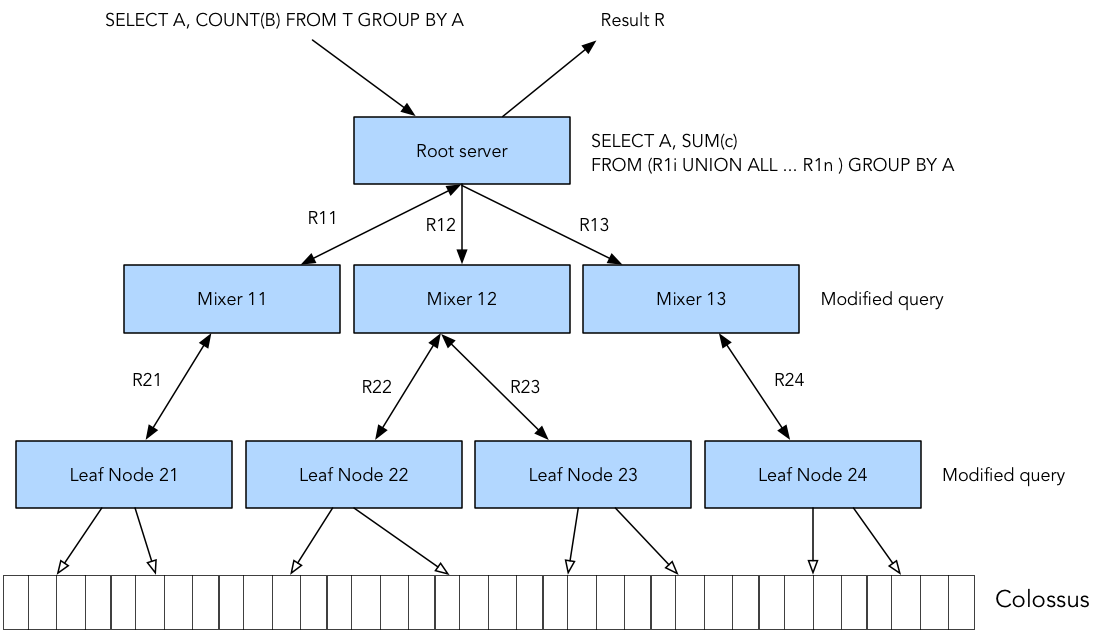 SELECT A, COUNT(B) FROM T GROUP BY A
Result R
Root server
SELECT A, SUM(c)
FROM (R1i UNION ALL ... R1n ) GROUP BY A
R11
R12
R13
Mixer 11
Mixer 12
Mixer 13
Modified query
R21
R22
R23
R24
Leaf Node 21
Leaf Node 22
Leaf Node 23
Leaf Node 24
Modified query
Colossus